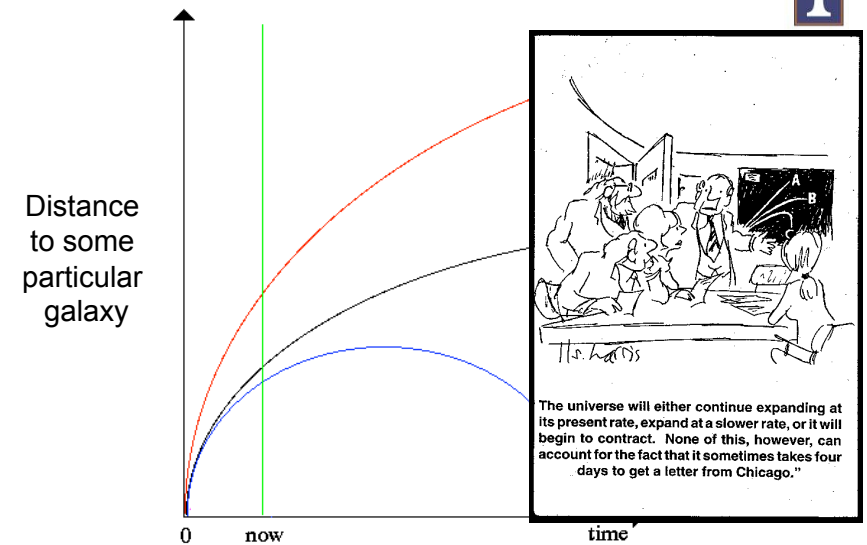 I
Distance
to some
particular
galaxy
A
B
C
Hs. Harris
The universe will either continue expanding at
its present rate, expand at a slower rate, or it will
begin to contract. None of this, however, can
account for the fact that it sometimes takes four
days to get a letter from Chicago."
0
now
time